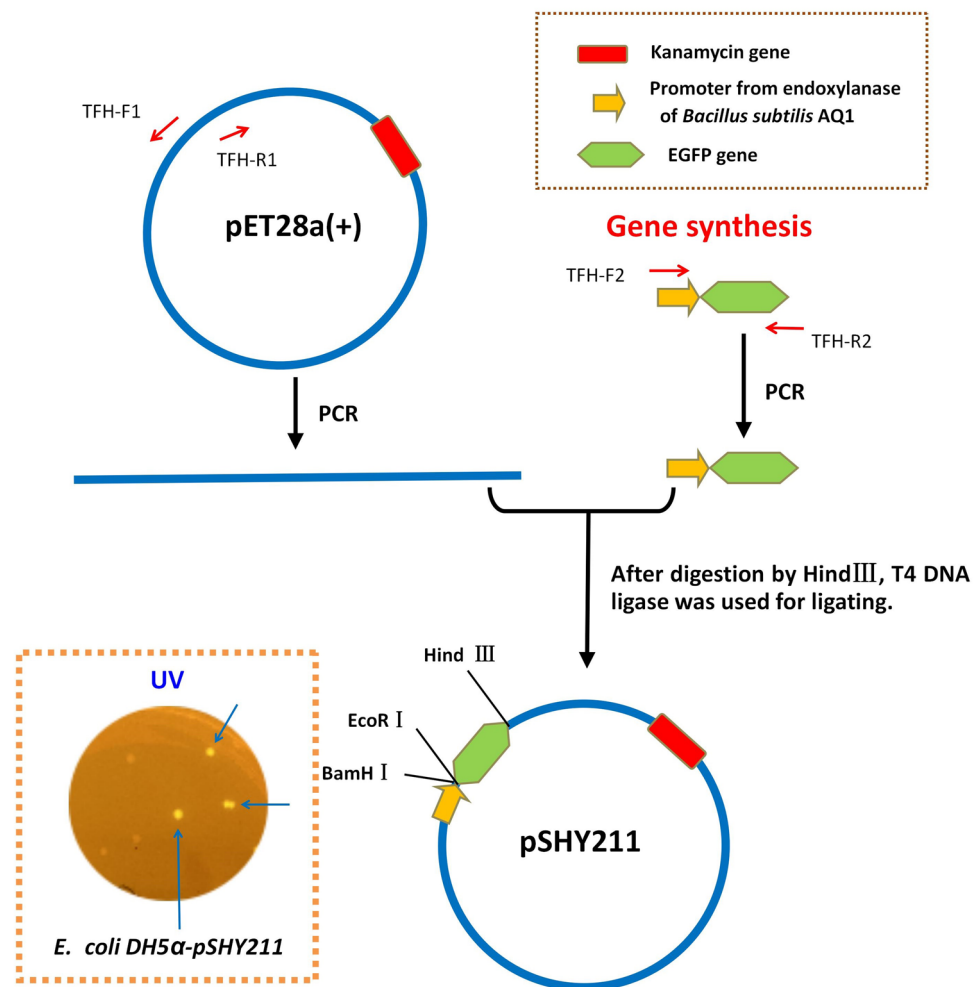 Kanamycin gene
Promoter from endoxylanase
of Bacillus subtilis AQ1
EGFP gene
TFH-F1
TFH-R1
pET28a(+)
Gene synthesis
TFH-F2
TFH-R2
PCR
PCR
After digestion by HindⅢ, T4 DNA
ligase was used for ligating.
Hind Ⅲ
EcoR Ⅰ
BamH Ⅰ
pSHY211
UV
E. coli DH5α-pSHY211